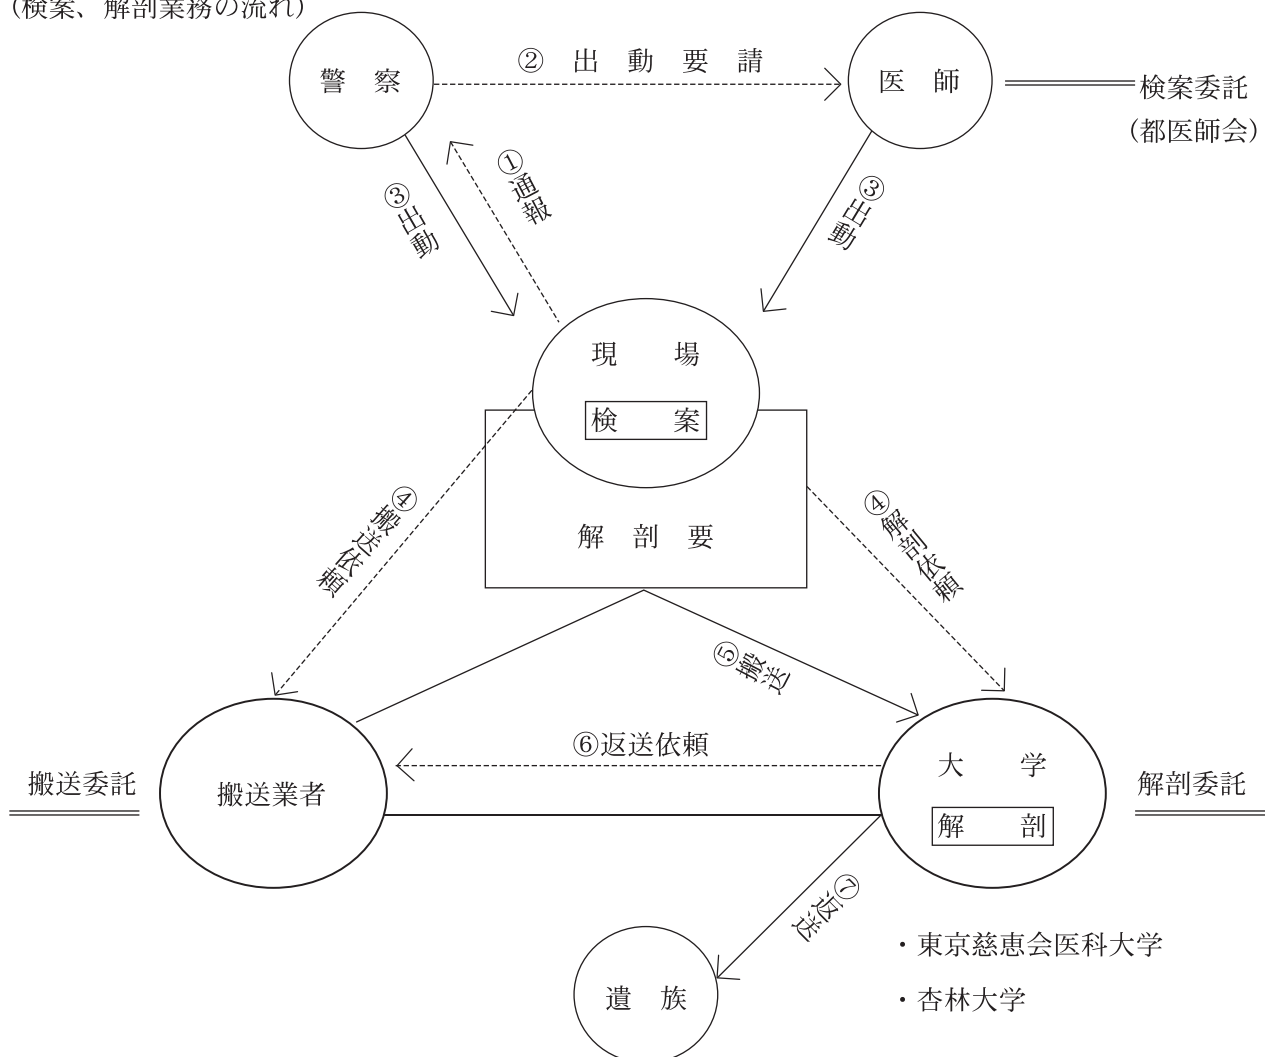 （検案、解剖業務の流れ）
警察
②出動要請
医師
検案委託
（都医師会）
①通報
③出動
③出動
現場
検案
解剖要
④搬送依頼
④解剖依頼
⑤搬送
⑥返送依頼
搬送委託
搬送業者
大学
解剖
解剖委託
⑦返送
遺族
・東京慈恵会医科大学
・杏林大学